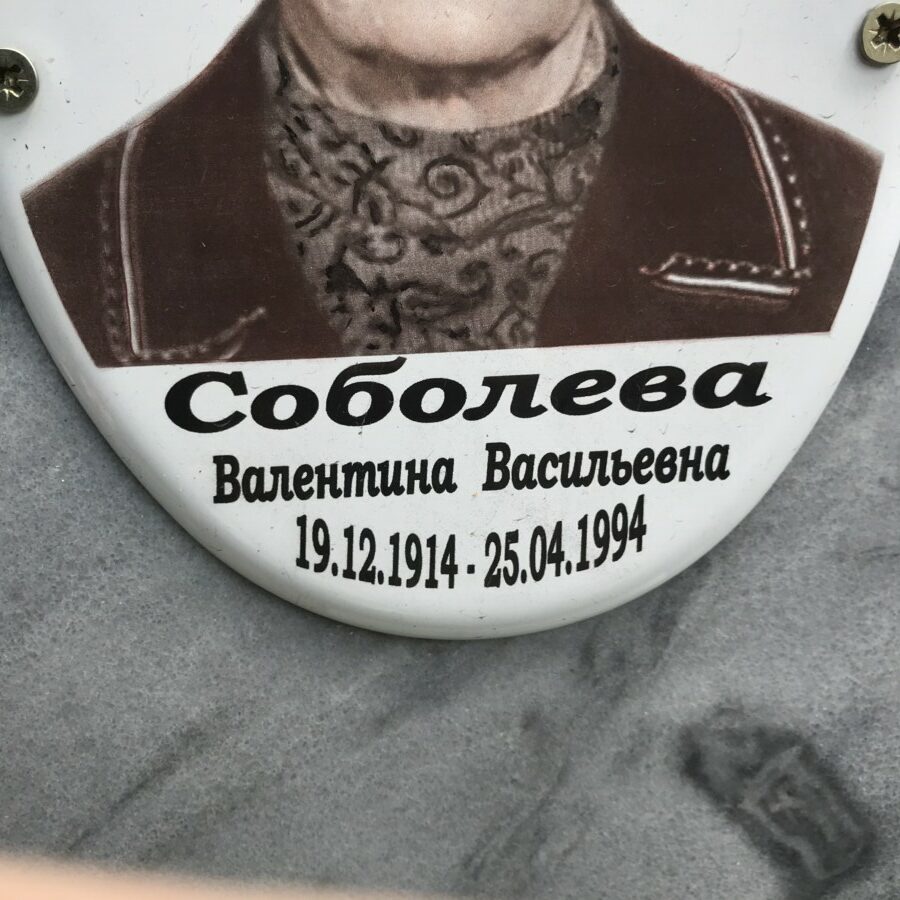 Соболева
Валентина Васильевна
19.12.1914 - 25.04.1994